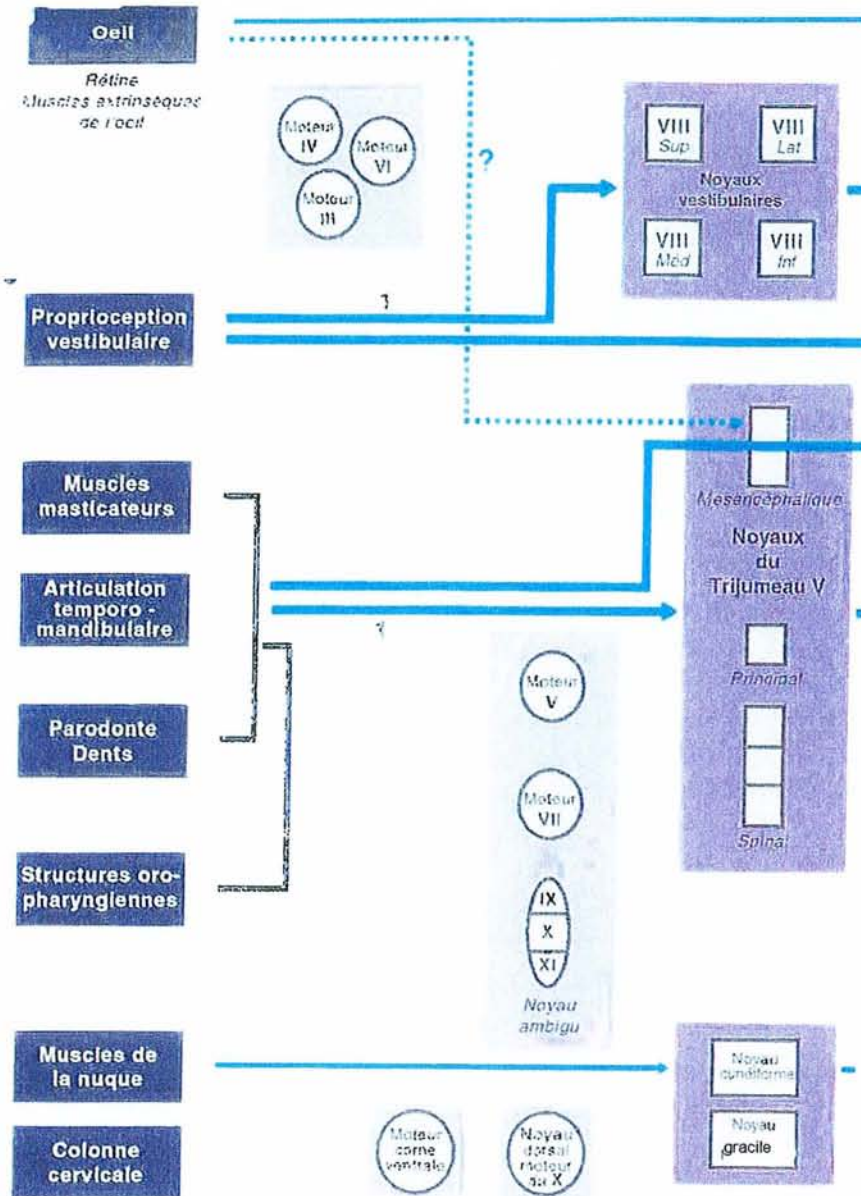 Oeil
Rétine
Muscles extrinsèques
de l'oeil
Moteur
IV
Moteur
VI
Moteur
III
?
VIII
Sup
VIII
Lat
Noyaux
vestibulaires
VIII
Méd
VIII
Inf
Proprioception
vestibulaire
Muscles
masticateurs
Mésencéphalique
Noyaux
du
Trijumeau V
Articulation
temporo -
mandibulaire
Principal
Moteur
V
Parodonte
Dents
Moteur
VII
Spinal
Structures oro-
pharyngiennes
IX
X
XI
Noyau
ambigu
Muscles de
la nuque
Noyau
cunéiforme
Noyau
gracile
Colonne
cervicale
Moteur
corne
ventrale
Noyau
dorsal
moteur
du X